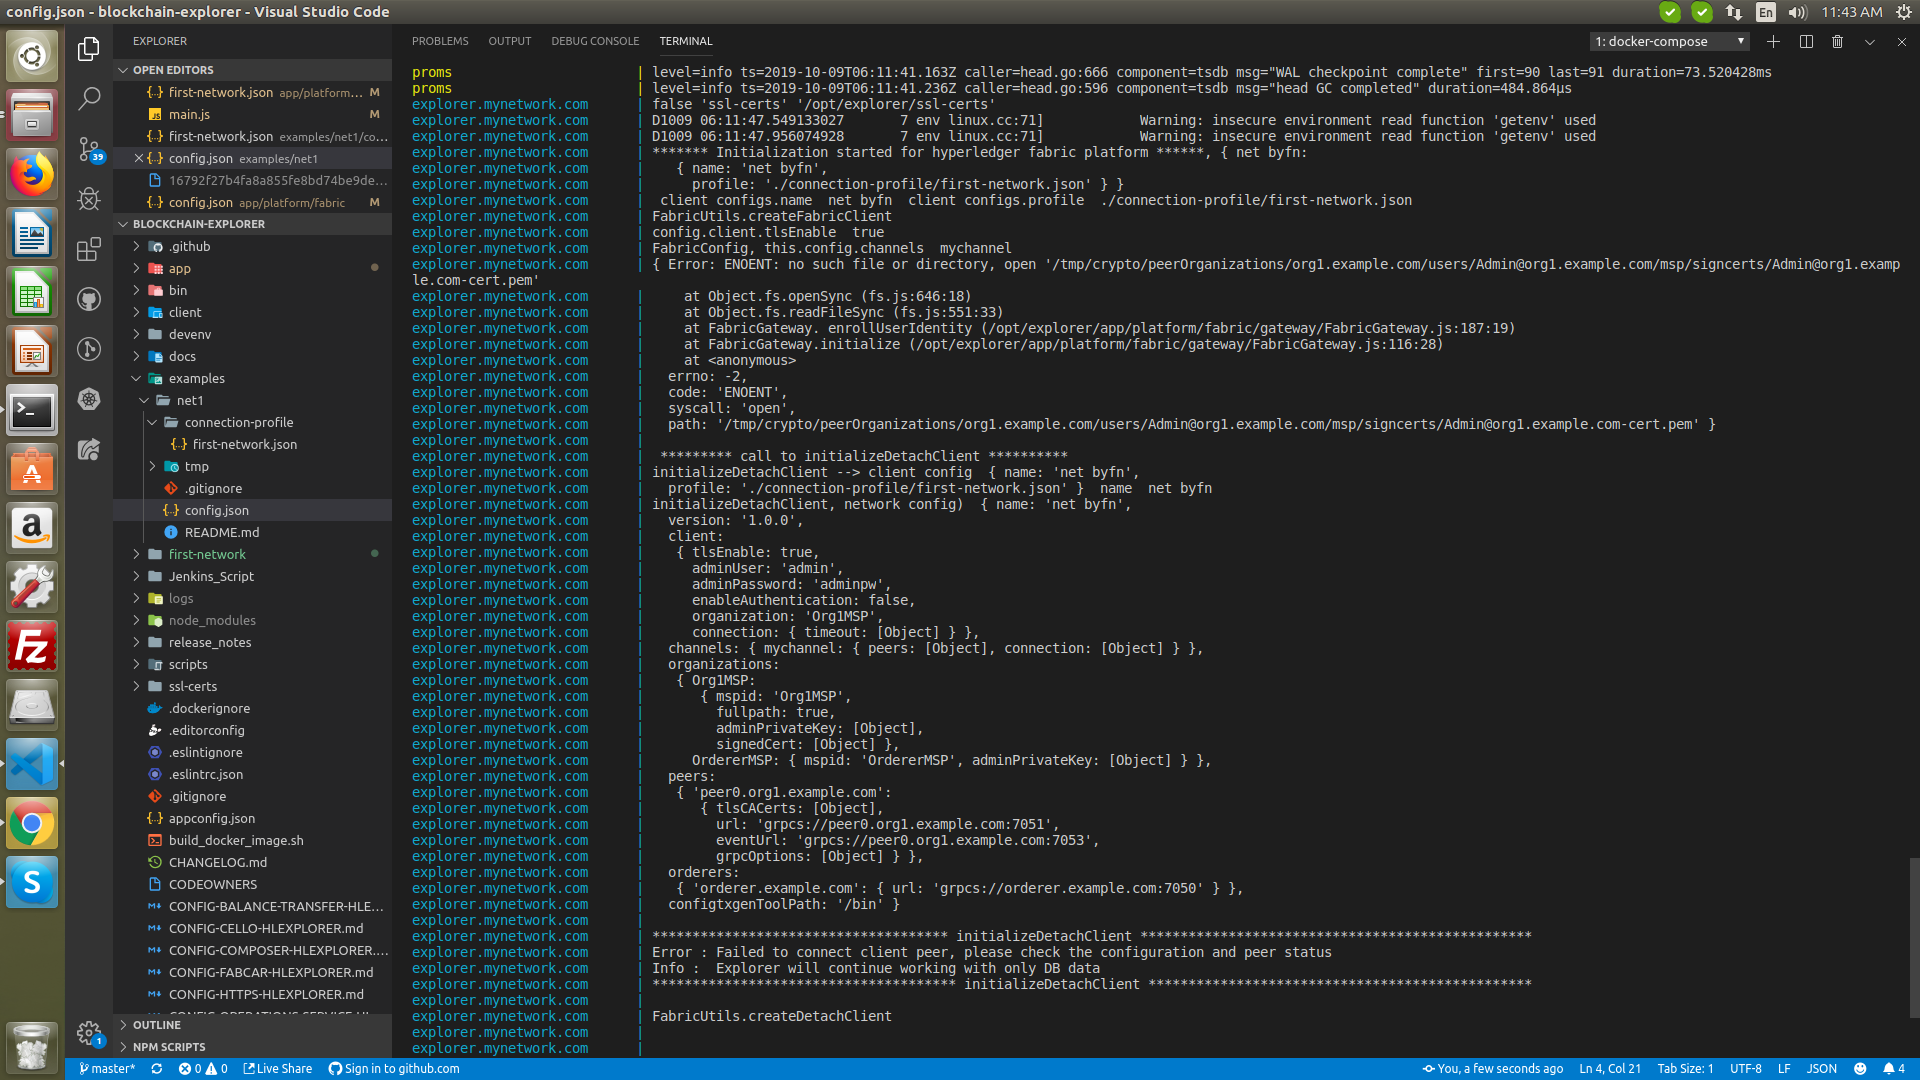 config.json - blockchain-explorer - Visual Studio Code
En
11:43 AM
EXPLORER
OPEN EDITORS
first-network.json app/platform... M
main.js
first-network.json examples/net1/co...
config.json examples/net1
16792f27b4fa8a855fe8bd74be9de...
config.json app/platform/fabric M
39
BLOCKCHAIN-EXPLORER
.github
app
bin
client
devenv
docs
examples
net1
connection-profile
first-network.json
tmp
.gitignore
config.json
README.md
first-network
Jenkins_Script
logs
node_modules
release_notes
scripts
ssl-certs
.dockerignore
.editorconfig
.eslintignore
.eslintrc.json
.gitignore
appconfig.json
build_docker_image.sh
CHANGELOG.md
CODEOWNERS
CONFIG-BALANCE-TRANSFER-HLE...
CONFIG-CELLO-HLEXPLORER.md
CONFIG-COMPOSER-HLEXPLORER....
CONFIG-FABCAR-HLEXPLORER.md
CONFIG-HTTPS-HLEXPLORER.md
OUTLINE
NPM SCRIPTS
1
PROBLEMS OUTPUT DEBUG CONSOLE TERMINAL
1: docker-compose
proms | level=info ts=2019-10-09T06:11:41.163Z caller=head.go:666 component=tsdb msg="WAL checkpoint complete" first=90 last=91 duration=73.520428ms
proms | level=info ts=2019-10-09T06:11:41.236Z caller=head.go:596 component=tsdb msg="head GC completed" duration=484.864µs
explorer.mynetwork.com | false 'ssl-certs' '/opt/explorer/ssl-certs'
explorer.mynetwork.com | D1009 06:11:47.549133027 7 env linux.cc:71] Warning: insecure environment read function 'getenv' used
explorer.mynetwork.com | D1009 06:11:47.956074928 7 env linux.cc:71] Warning: insecure environment read function 'getenv' used
explorer.mynetwork.com | ******* Initialization started for hyperledger fabric platform ******, { net byfn:
explorer.mynetwork.com | { name: 'net byfn',
explorer.mynetwork.com | profile: './connection-profile/first-network.json' } }
explorer.mynetwork.com | client configs.name net byfn client configs.profile ./connection-profile/first-network.json
explorer.mynetwork.com | FabricUtils.createFabricClient
explorer.mynetwork.com | config.client.tlsEnable true
explorer.mynetwork.com | FabricConfig, this.config.channels mychannel
explorer.mynetwork.com | { Error: ENOENT: no such file or directory, open '/tmp/crypto/peerOrganizations/org1.example.com/users/Admin@org1.example.com/msp/signcerts/Admin@org1.examp
le.com-cert.pem'
explorer.mynetwork.com | at Object.fs.openSync (fs.js:646:18)
explorer.mynetwork.com | at Object.fs.readFileSync (fs.js:551:33)
explorer.mynetwork.com | at FabricGateway. enrollUserIdentity (/opt/explorer/app/platform/fabric/gateway/FabricGateway.js:187:19)
explorer.mynetwork.com | at FabricGateway.initialize (/opt/explorer/app/platform/fabric/gateway/FabricGateway.js:116:28)
explorer.mynetwork.com | at <anonymous>
explorer.mynetwork.com | errno: -2,
explorer.mynetwork.com | code: 'ENOENT',
explorer.mynetwork.com | syscall: 'open',
explorer.mynetwork.com | path: '/tmp/crypto/peerOrganizations/org1.example.com/users/Admin@org1.example.com/msp/signcerts/Admin@org1.example.com-cert.pem' }
explorer.mynetwork.com |
explorer.mynetwork.com | ********* call to initializeDetachClient **********
explorer.mynetwork.com | initializeDetachClient --> client config { name: 'net byfn',
explorer.mynetwork.com | profile: './connection-profile/first-network.json' } name net byfn
explorer.mynetwork.com | initializeDetachClient, network config) { name: 'net byfn',
explorer.mynetwork.com | version: '1.0.0',
explorer.mynetwork.com | client:
explorer.mynetwork.com | { tlsEnable: true,
explorer.mynetwork.com | adminUser: 'admin',
explorer.mynetwork.com | adminPassword: 'adminpw',
explorer.mynetwork.com | enableAuthentication: false,
explorer.mynetwork.com | organization: 'Org1MSP',
explorer.mynetwork.com | connection: { timeout: [Object] } },
explorer.mynetwork.com | channels: { mychannel: { peers: [Object], connection: [Object] } },
explorer.mynetwork.com | organizations:
explorer.mynetwork.com | { Org1MSP:
explorer.mynetwork.com | { mspid: 'Org1MSP',
explorer.mynetwork.com | fullpath: true,
explorer.mynetwork.com | adminPrivateKey: [Object],
explorer.mynetwork.com | signedCert: [Object] },
explorer.mynetwork.com | OrdererMSP: { mspid: 'OrdererMSP', adminPrivateKey: [Object] } },
explorer.mynetwork.com | peers:
explorer.mynetwork.com | { 'peer0.org1.example.com':
explorer.mynetwork.com | { tlsCACerts: [Object],
explorer.mynetwork.com | url: 'grpcs://peer0.org1.example.com:7051',
explorer.mynetwork.com | eventUrl: 'grpcs://peer0.org1.example.com:7053',
explorer.mynetwork.com | grpcOptions: [Object] } },
explorer.mynetwork.com | orderers:
explorer.mynetwork.com | { 'orderer.example.com': { url: 'grpcs://orderer.example.com:7050' } },
explorer.mynetwork.com | configtxgenToolPath: '/bin' }
explorer.mynetwork.com |
explorer.mynetwork.com | ************************************* initializeDetachClient *************************************************
explorer.mynetwork.com | Error : Failed to connect client peer, please check the configuration and peer status
explorer.mynetwork.com | Info : Explorer will continue working with only DB data
explorer.mynetwork.com | ************************************** initializeDetachClient ************************************************
explorer.mynetwork.com |
explorer.mynetwork.com | FabricUtils.createDetachClient
explorer.mynetwork.com |
explorer.mynetwork.com |
master* 0 0 Live Share Sign in to github.com You, a few seconds ago Ln 4, Col 21 Tab Size: 1 UTF-8 LF JSON 4